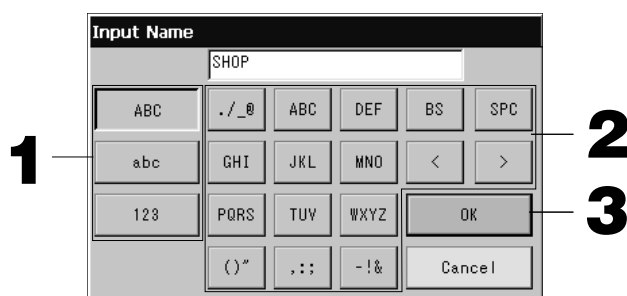 Input Name
SHOP
ABC ./_@ ABC DEF BS SPC
abc GHI JKL MNO < >
123 PQRS TUV WXYZ OK
()" ,:; -!& Cancel
1
2
3